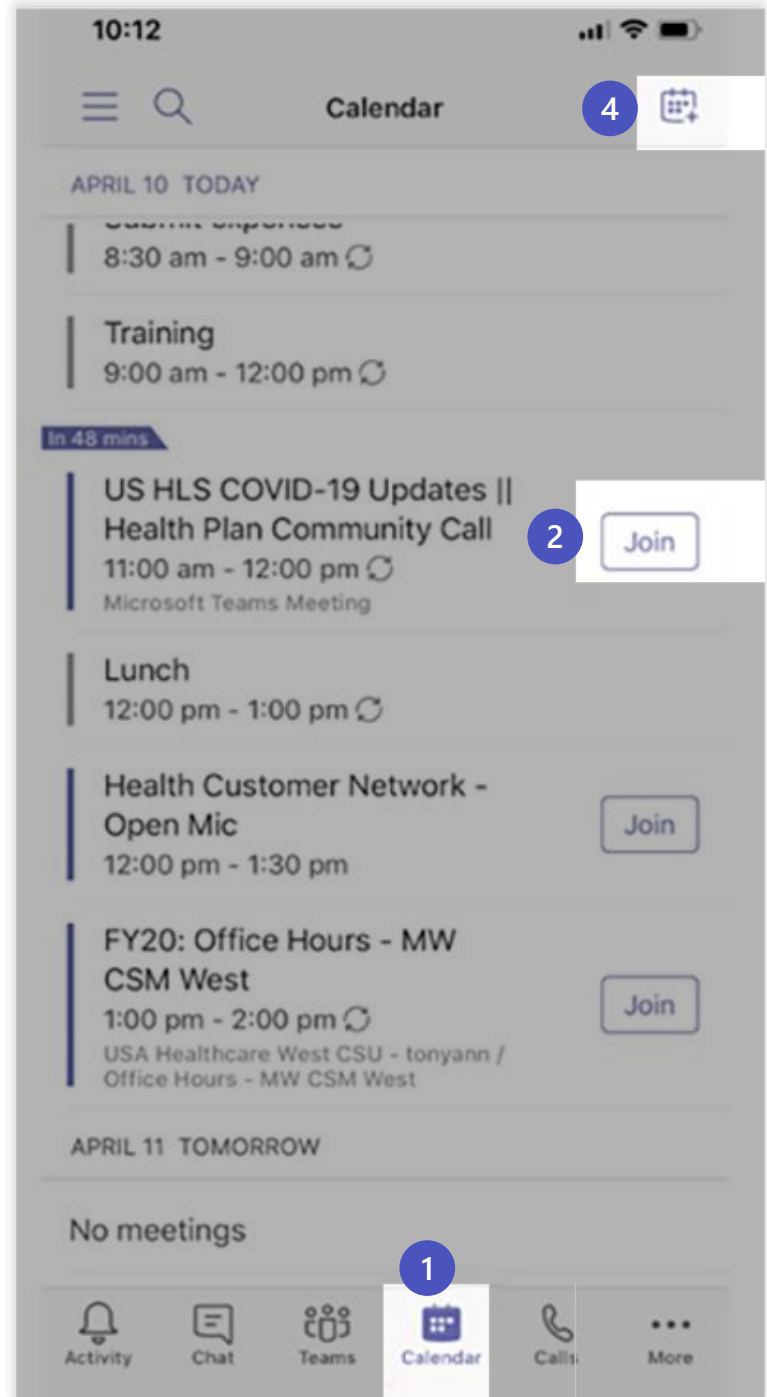 10:12
Calendar
4
APRIL 10 TODAY
Submit expenses
8:30 am - 9:00 am
Training
9:00 am - 12:00 pm
In 48 mins
US HLS COVID-19 Updates ||
Health Plan Community Call
2
Join
11:00 am - 12:00 pm
Microsoft Teams Meeting
Lunch
12:00 pm - 1:00 pm
Health Customer Network -
Open Mic
Join
12:00 pm - 1:30 pm
FY20: Office Hours - MW
CSM West
Join
1:00 pm - 2:00 pm
USA Healthcare West CSU - tonyann /
Office Hours - MW CSM West
APRIL 11 TOMORROW
No meetings
1
Activity
Chat
Teams
Calendar
Calls
More